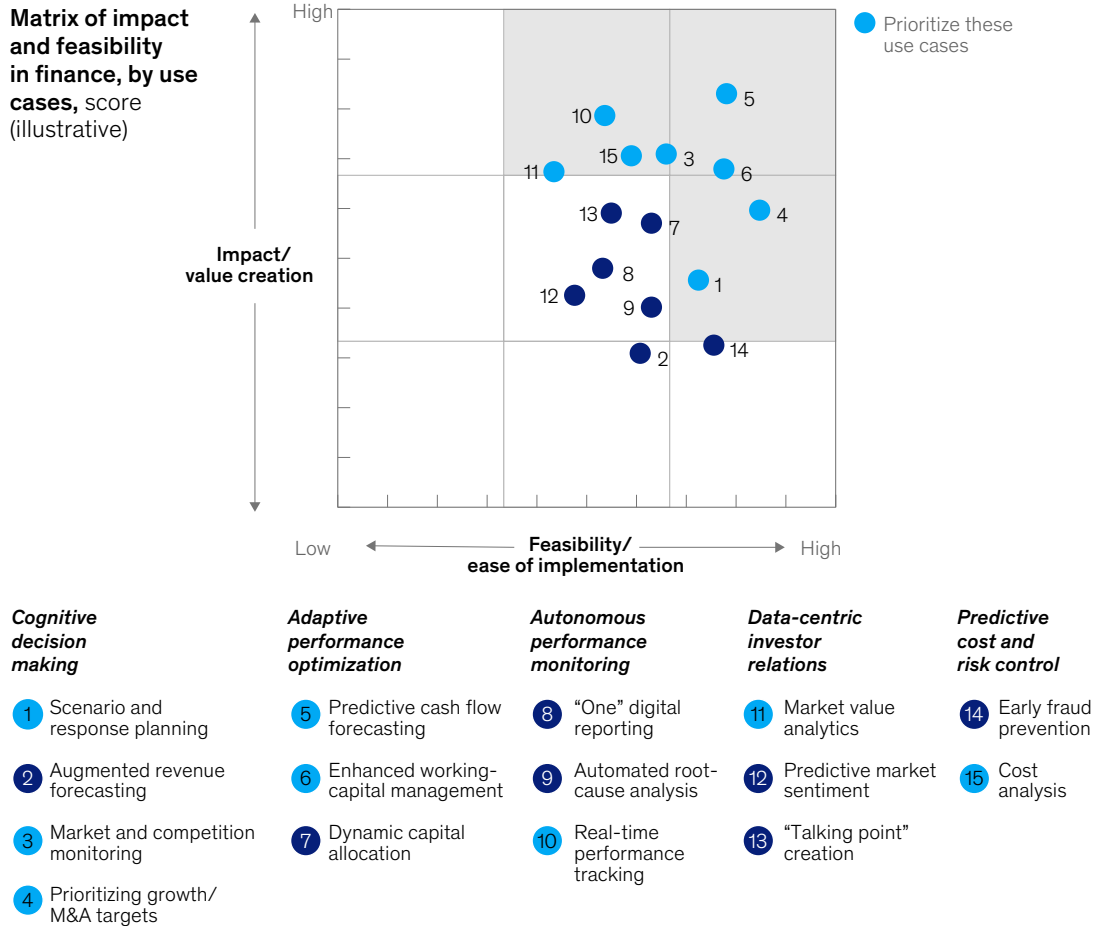 Matrix of impact
and feasibility
in finance, by use
cases, score
(illustrative)
High
Prioritize these
use cases
5
10
15
3
11
6
13
4
7
8
1
12
9
14
2
Impact/
value creation
Low
Feasibility/
ease of implementation
High
Cognitive
decision
making
1 Scenario and
response planning
2 Augmented revenue
forecasting
3 Market and competition
monitoring
4 Prioritizing growth/
M&A targets
Adaptive
performance
optimization
5 Predictive cash flow
forecasting
6 Enhanced working-
capital management
7 Dynamic capital
allocation
Autonomous
performance
monitoring
8 “One” digital
reporting
9 Automated root-
cause analysis
10 Real-time
performance
tracking
Data-centric
investor
relations
11 Market value
analytics
12 Predictive market
sentiment
13 “Talking point”
creation
Predictive
cost and
risk control
14 Early fraud
prevention
15 Cost
analysis